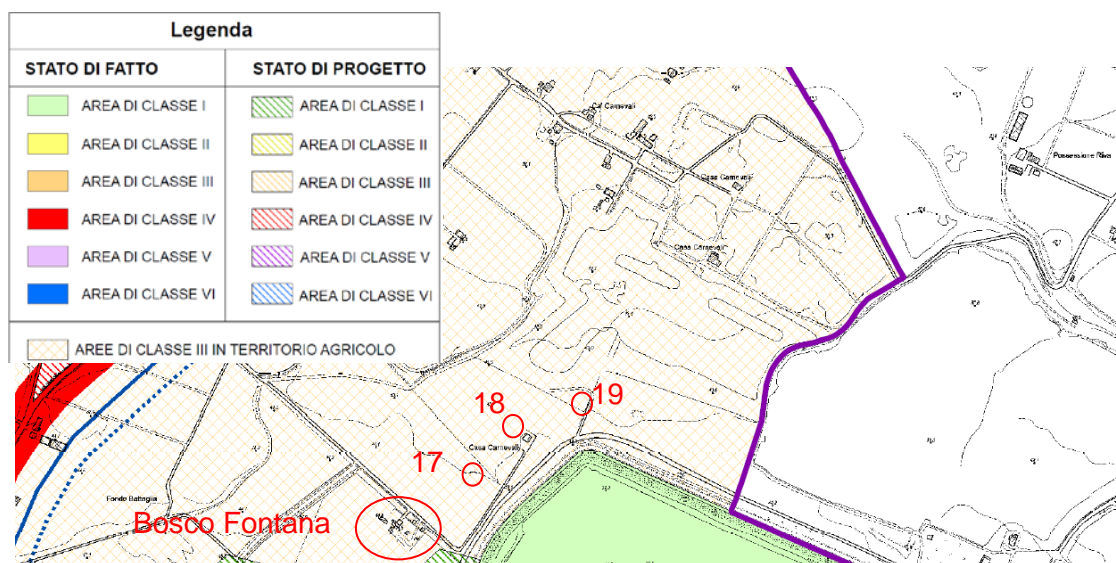 Legenda
STATO DI FATTO
STATO DI PROGETTO
AREA DI CLASSE I
AREA DI CLASSE I
AREA DI CLASSE II
AREA DI CLASSE II
AREA DI CLASSE III
AREA DI CLASSE III
AREA DI CLASSE IV
AREA DI CLASSE IV
AREA DI CLASSE V
AREA DI CLASSE V
AREA DI CLASSE VI
AREA DI CLASSE VI
AREE DI CLASSE III IN TERRITORIO AGRICOLO
Ca' Carnevali
Possessione Riva
Casa Carnevali
Casa Carnevali
19
18
Casa Carnevali
17
Fondo Battaglia
Bosco Fontana